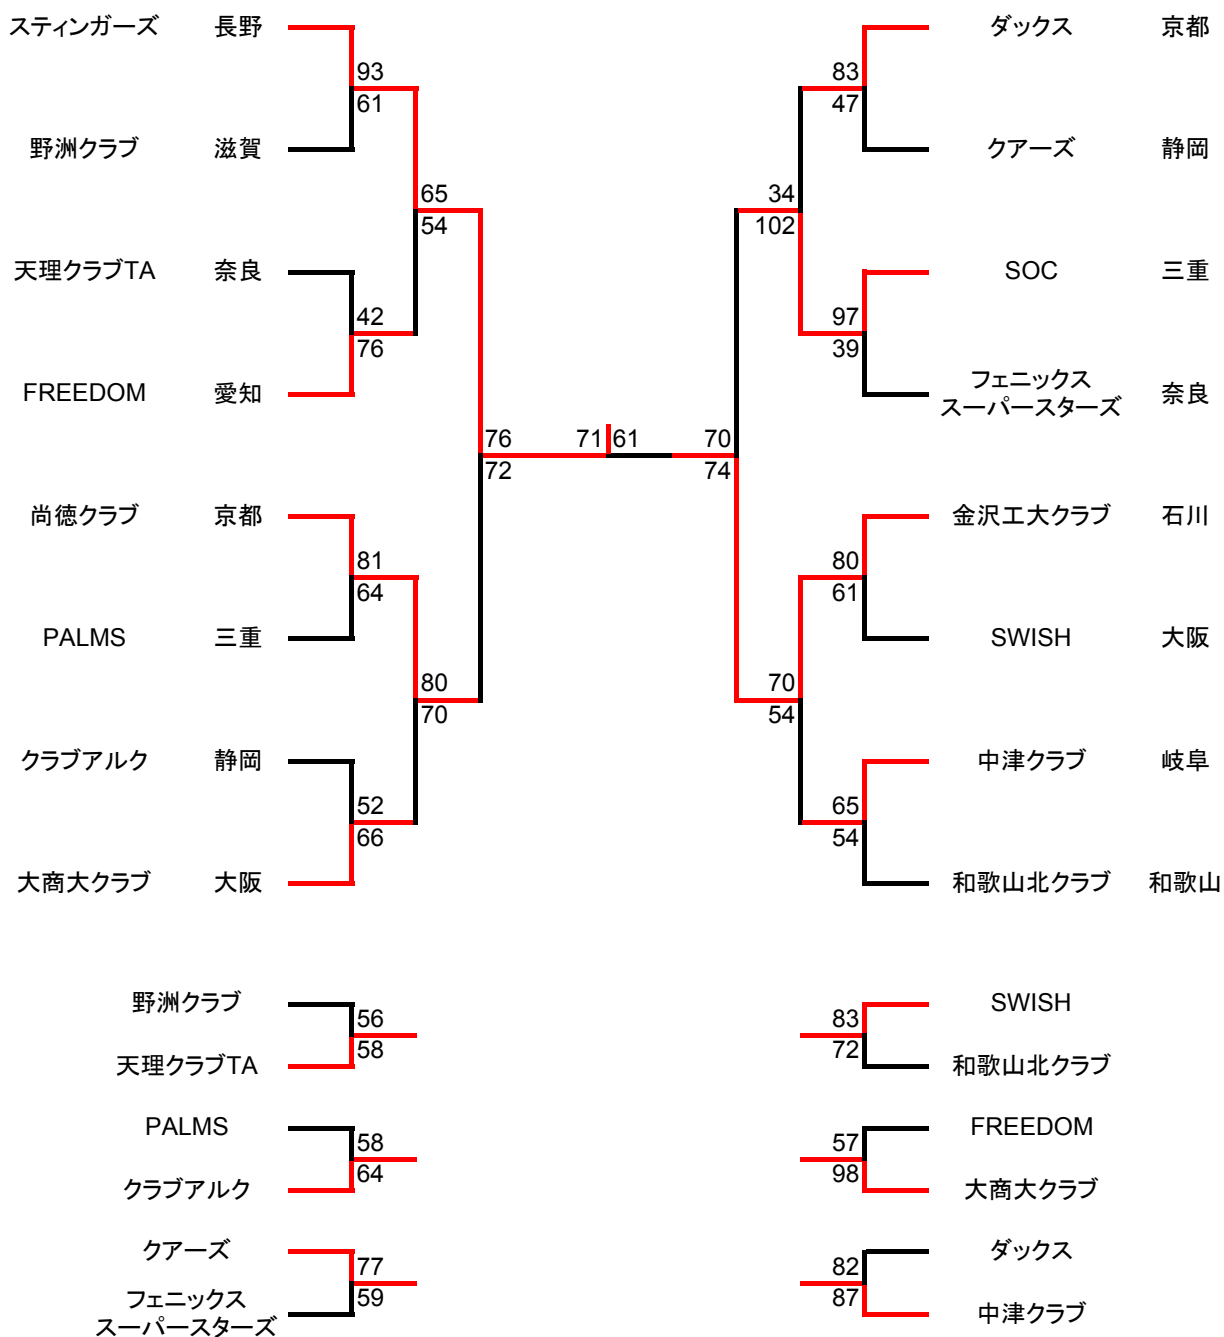 スティンガーズ 長野
ダックス 京都
93
83
61
47
野洲クラブ 滋賀
クアーズ 静岡
65
34
54
102
天理クラブTA 奈良
SOC 三重
42
97
76
39
FREEDOM 愛知
フェニックス
スーパースターズ 奈良
76
71 61
70
72
74
尚徳クラブ 京都
金沢工大クラブ 石川
81
80
64
61
PALMS 三重
SWISH 大阪
80
70
70
54
クラブアルク 静岡
中津クラブ 岐阜
52
65
66
54
大商大クラブ 大阪
和歌山北クラブ 和歌山
野洲クラブ
56
58
天理クラブTA
SWISH
83
72
和歌山北クラブ
PALMS
58
64
クラブアルク
FREEDOM
57
98
大商大クラブ
クアーズ
77
59
フェニックス
スーパースターズ
ダックス
82
87
中津クラブ